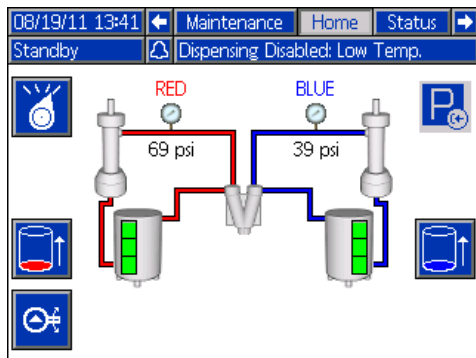 08/19/11 13:41 Maintenance Home Status
Standby Dispensing Disabled: Low Temp.
RED BLUE
69 psi 39 psi
P